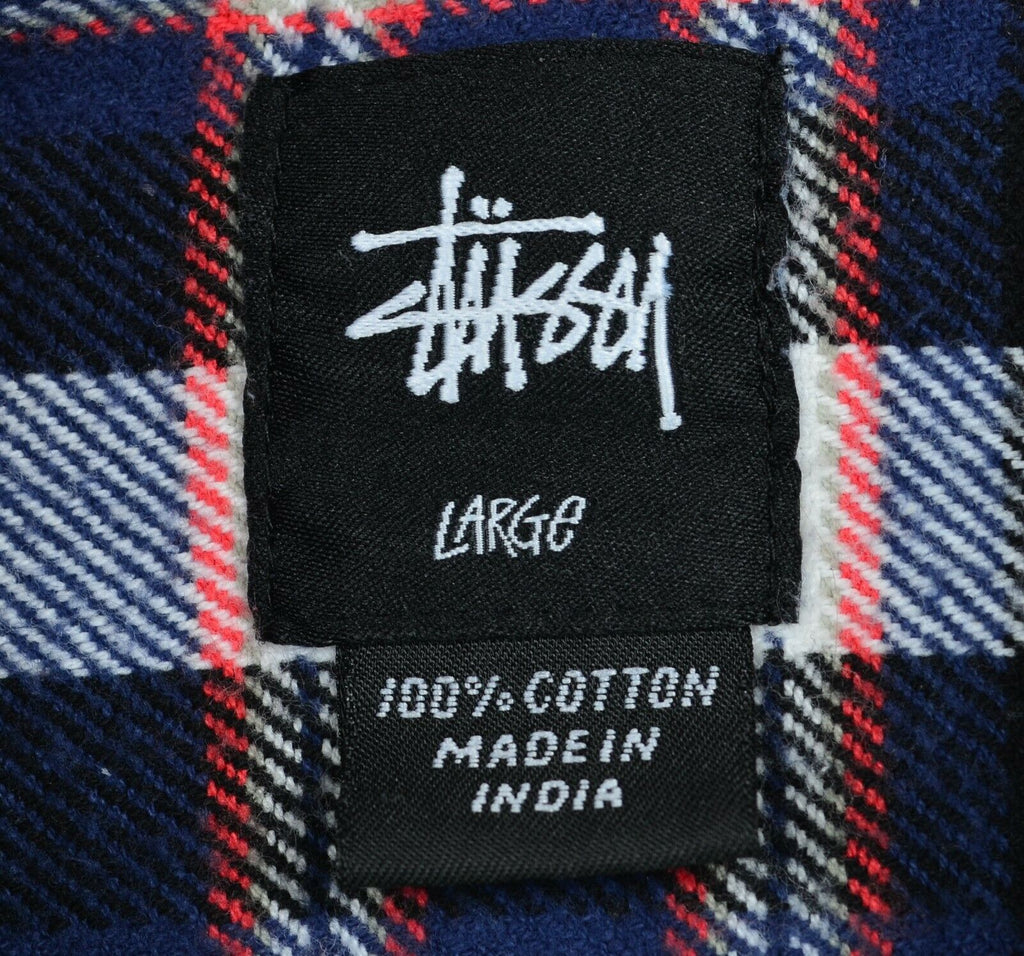 Stüssy
LARGE
100% COTTON
MADE IN
INDIA